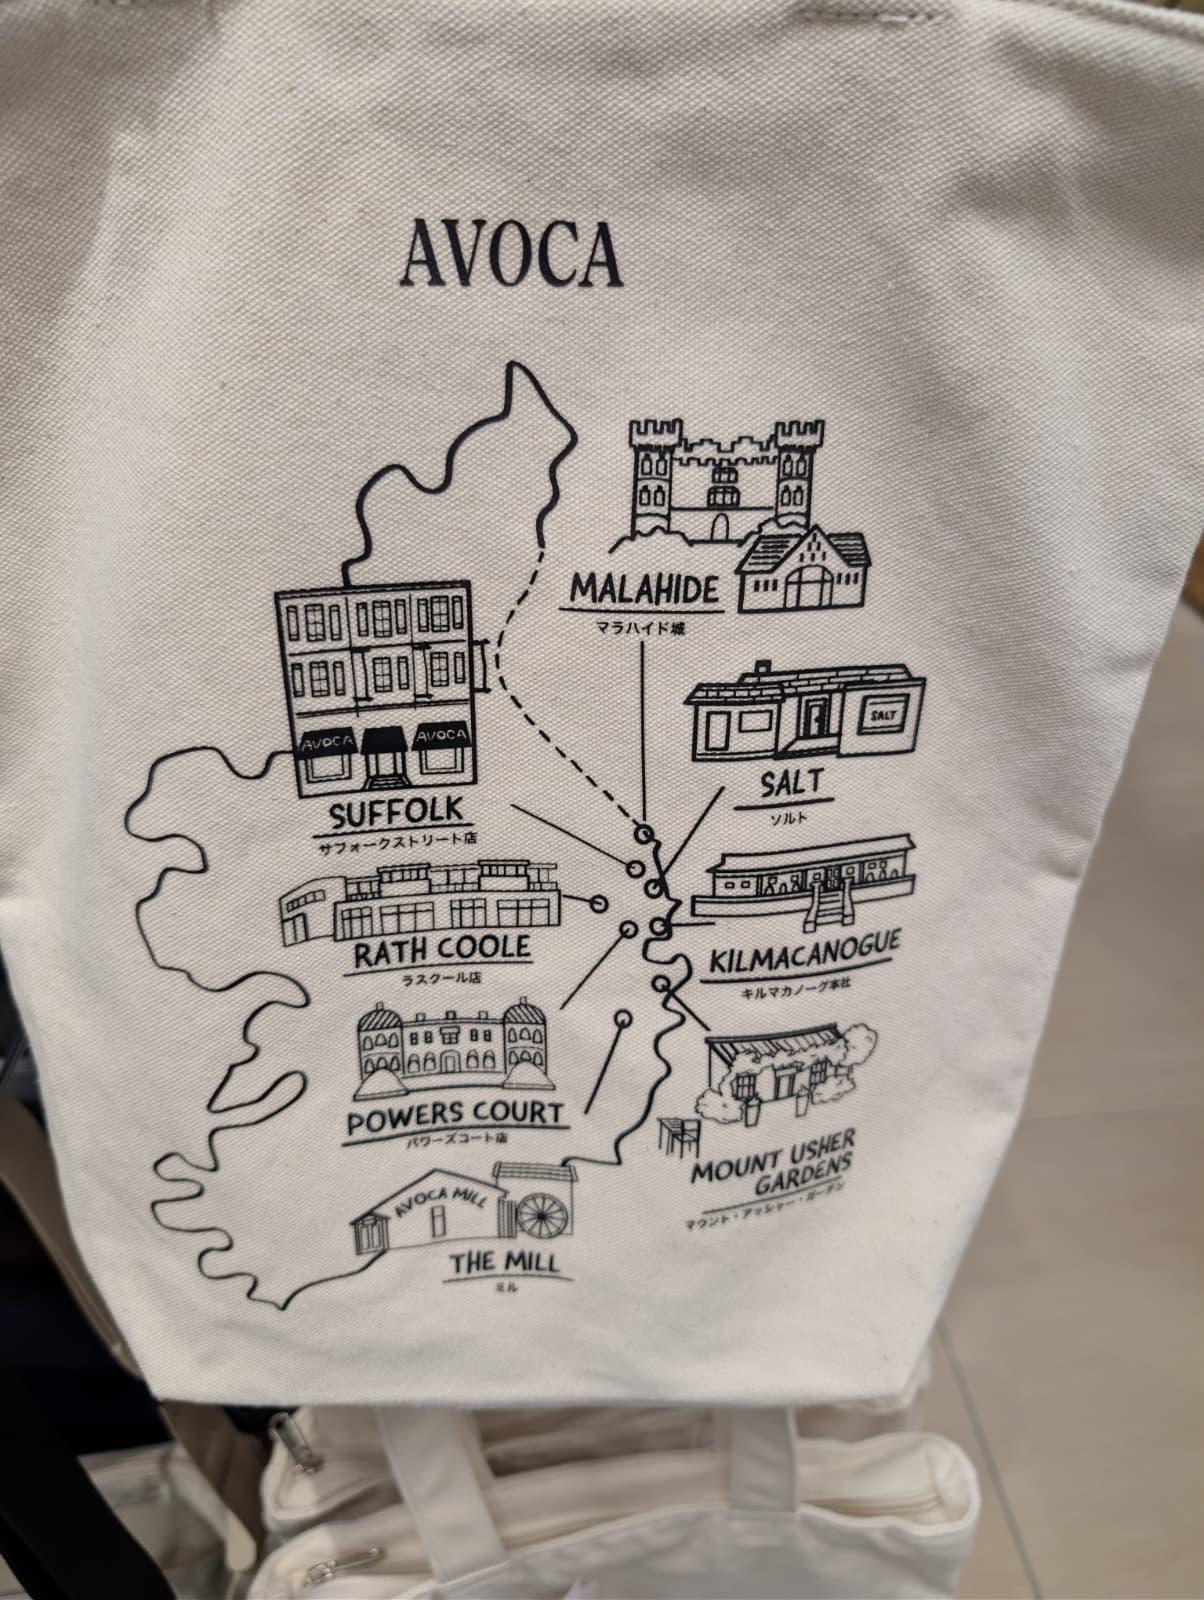 AVOCA
MALAHIDE
マラハイド城
AVOCA AVOCA
SUFFOLK
サフォークストリート店
SALT
SALT
ソルト
RATH COOLE
ラスクール店
KILMACANOGUE
キルマカノーグ本社
POWERS COURT
パワーズコート店
MOUNT USHER
GARDENS
マウント・アッシャー・ガーデン
AVOCA MILL
THE MILL
ミル